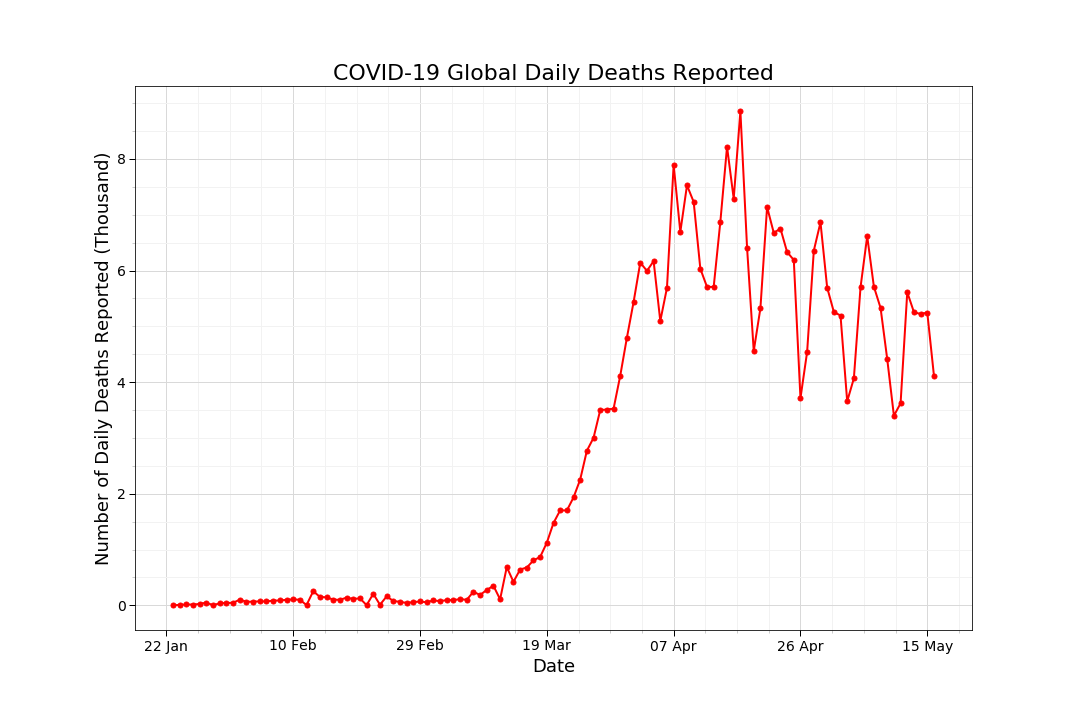 COVID-19 Global Daily Deaths Reported
Number of Daily Deaths Reported (Thousand)
8
6
4
2
0
22 Jan 10 Feb 29 Feb 19 Mar 07 Apr 26 Apr 15 May
Date